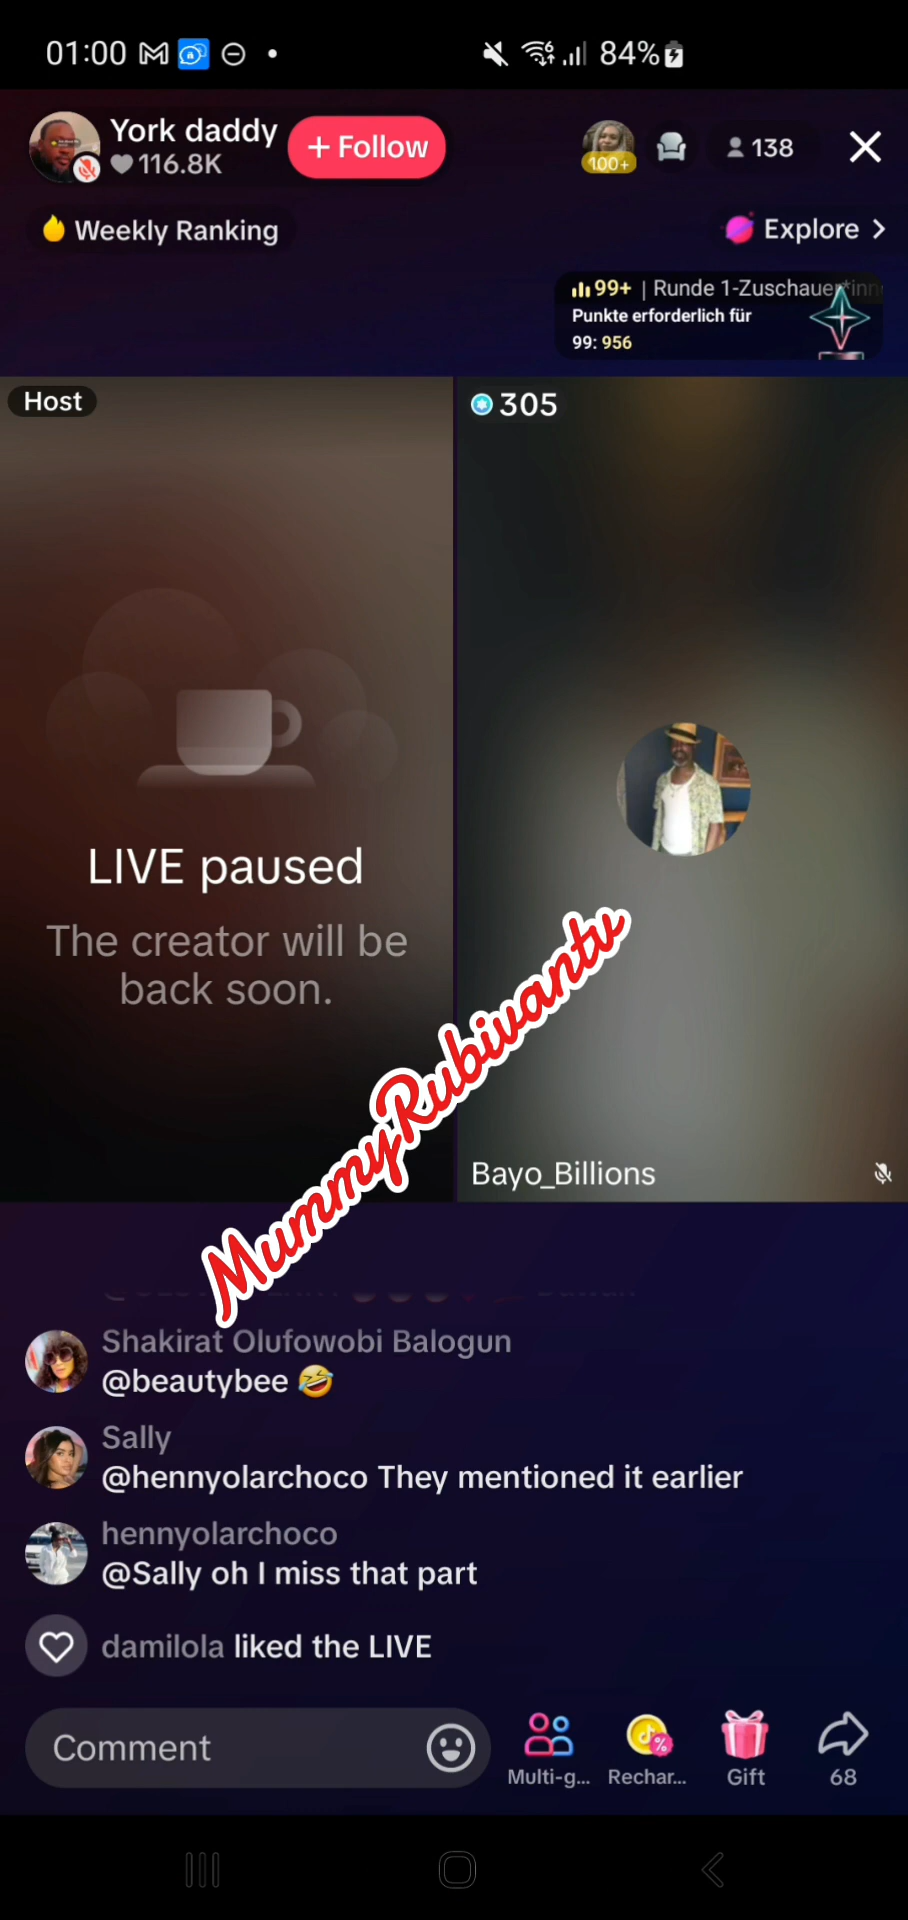 01:00
84%
York daddy
116.8K
+ Follow
100+
138
Weekly Ranking
Explore
99+ | Runde 1-Zuschauer*inn
Punkte erforderlich für
99: 956
Host
305
LIVE paused
The creator will be
back soon.
MummyRubivantv
Bayo_Billions
Shakirat Olufowobi Balogun
@beautybee 🤣
Sally
@hennyolarchoco They mentioned it earlier
hennyolarchoco
@Sally oh I miss that part
damilola liked the LIVE
Comment
Multi-g...
Rechar...
Gift
68